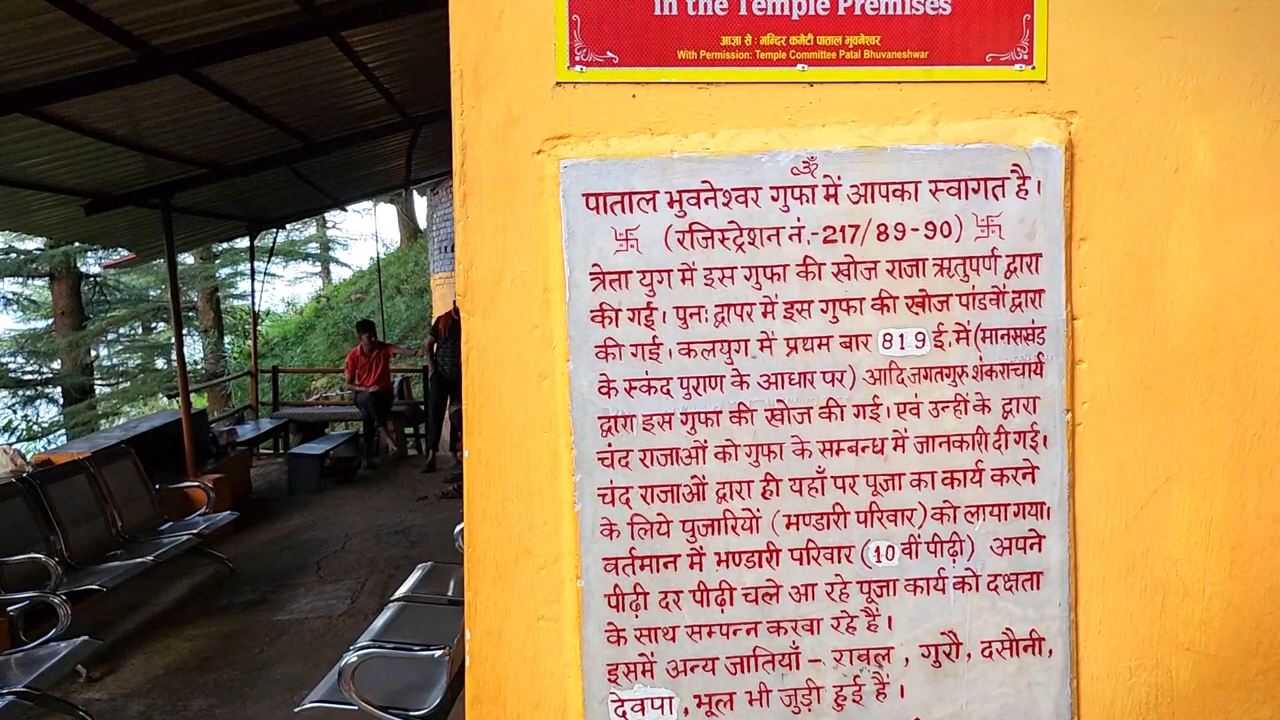 in the Temple Premises
आज्ञा से : मन्दिर कमेटी पाताल भुवनेश्वर
With Permission: Temple Committee Patal Bhuvaneshwar
ॐ
पाताल भुवनेश्वर गुफा में आपका स्वागत है।
卐 (रजिस्ट्रेशन नं.-217/89-90) 卐
त्रेता युग में इस गुफा की खोज राजा ऋतुपर्ण द्वारा
की गई। पुनः द्वापर में इस गुफा की खोज पांडवों द्वारा
की गई। कलयुग में प्रथम बार 819 ई. में (मानसखंड
के स्कंद पुराण के आधार पर) आदि जगतगुरु शंकराचार्य
द्वारा इस गुफा की खोज की गई। एवं उन्हीं के द्वारा
चंद राजाओं को गुफा के सम्बन्ध में जानकारी दी गई।
चंद राजाओं द्वारा ही यहाँ पर पूजा का कार्य करने
के लिये पुजारियों (भण्डारी परिवार) को लाया गया।
वर्तमान में भण्डारी परिवार (10 वीं पीढ़ी) अपने
पीढ़ी दर पीढ़ी चले आ रहे पूजा कार्य को दक्षता
के साथ सम्पन्न करवा रहे हैं।
इसमें अन्य जातियाँ – रावल, गुरौ, दसौनी,
देवपा, भूल भी जुड़ी हुई हैं।